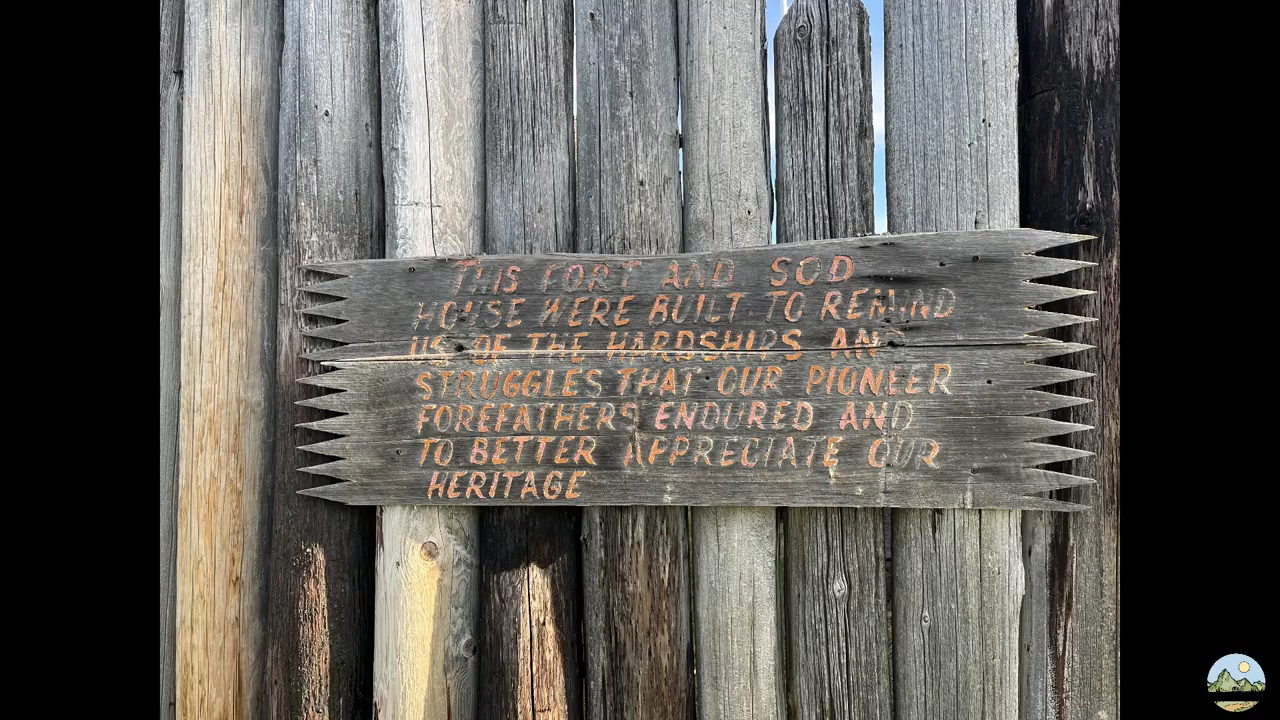 THIS FORT AND SOD
HOUSE WERE BUILT TO REMIND
US OF THE HARDSHIPS AN
STRUGGLES THAT OUR PIONEER
FOREFATHERS ENDURED AND
TO BETTER APPRECIATE OUR
HERITAGE